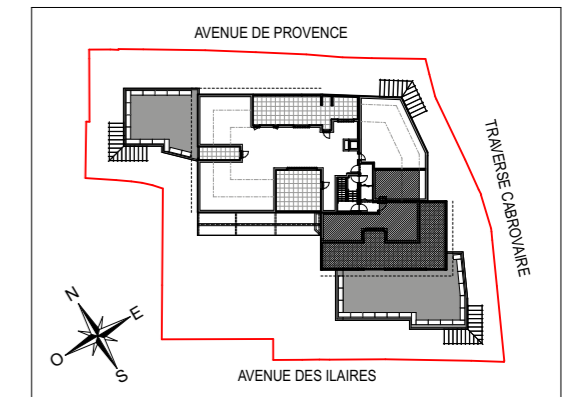 AVENUE DE PROVENCE
TRAVERSE CABROVAIRE
N
E
O
S
AVENUE DES ILAIRES